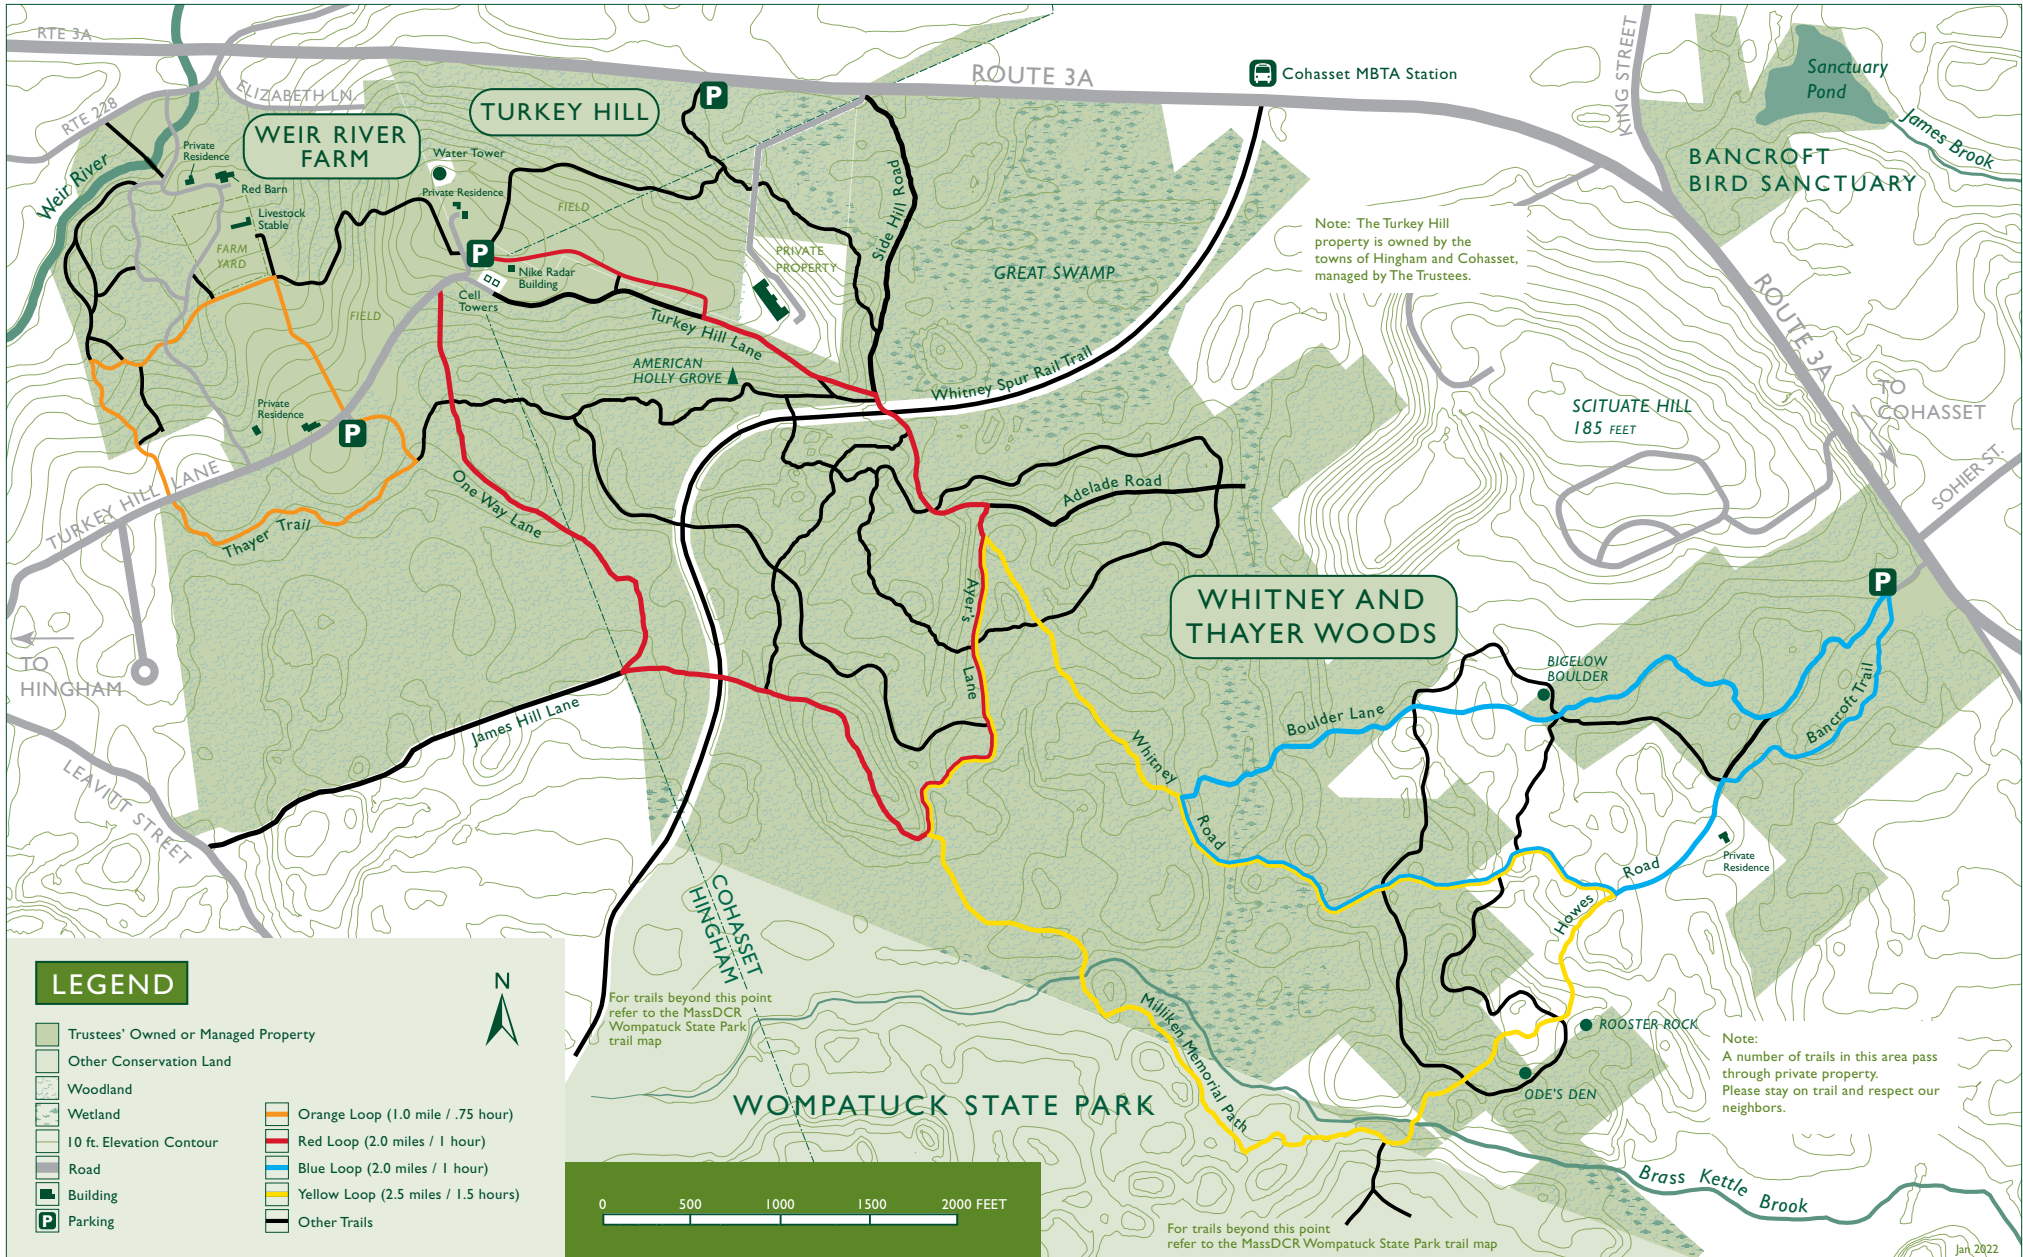 RTE 3A
ROUTE 3A
Cohasset MBTA Station
KING STREET
Sanctuary
Pond
James Brook
BANCROFT
BIRD SANCTUARY
RTE 228
ELIZABETH LN.
WEIR RIVER
FARM
TURKEY HILL
P
Water Tower
Private
Residence
Red Barn
Private Residence
Livestock
Stable
Weir River
FARM
YARD
FIELD
FIELD
P
Nike Radar
Building
Cell
Towers
Side Hill Road
PRIVATE
PROPERTY
GREAT SWAMP
Note: The Turkey Hill
property is owned by the
towns of Hingham and Cohasset,
managed by The Trustees.
ROUTE 3A
TO
COHASSET
SOHIER ST.
Turkey Hill Lane
AMERICAN
HOLLY GROVE
Whitney Spur Rail Trail
SCITUATE HILL
185 FEET
Private
Residence
P
TURKEY HILL LANE
Thayer Trail
One Way Lane
Adelade Road
Ayer's
Lane
WHITNEY AND
THAYER WOODS
P
TO
HINGHAM
James Hill Lane
LEAVITT STREET
BIGELOW
BOULDER
Boulder Lane
Bancroft Trail
Whitney
Road
Private
Residence
Howes
Road
COHASSET
HINGHAM
For trails beyond this point
refer to the MassDCR
Wompatuck State Park
trail map
Milliken Memorial Path
ROOSTER ROCK
ODE'S DEN
Note:
A number of trails in this area pass
through private property.
Please stay on trail and respect our
neighbors.
WOMPATUCK STATE PARK
Brass Kettle Brook
For trails beyond this point
refer to the MassDCR Wompatuck State Park trail map
LEGEND
N
Trustees' Owned or Managed Property
Other Conservation Land
Woodland
Wetland
10 ft. Elevation Contour
Road
Building
P Parking
Orange Loop (1.0 mile / .75 hour)
Red Loop (2.0 miles / 1 hour)
Blue Loop (2.0 miles / 1 hour)
Yellow Loop (2.5 miles / 1.5 hours)
Other Trails
0 500 1000 1500 2000 FEET
Jan 2022